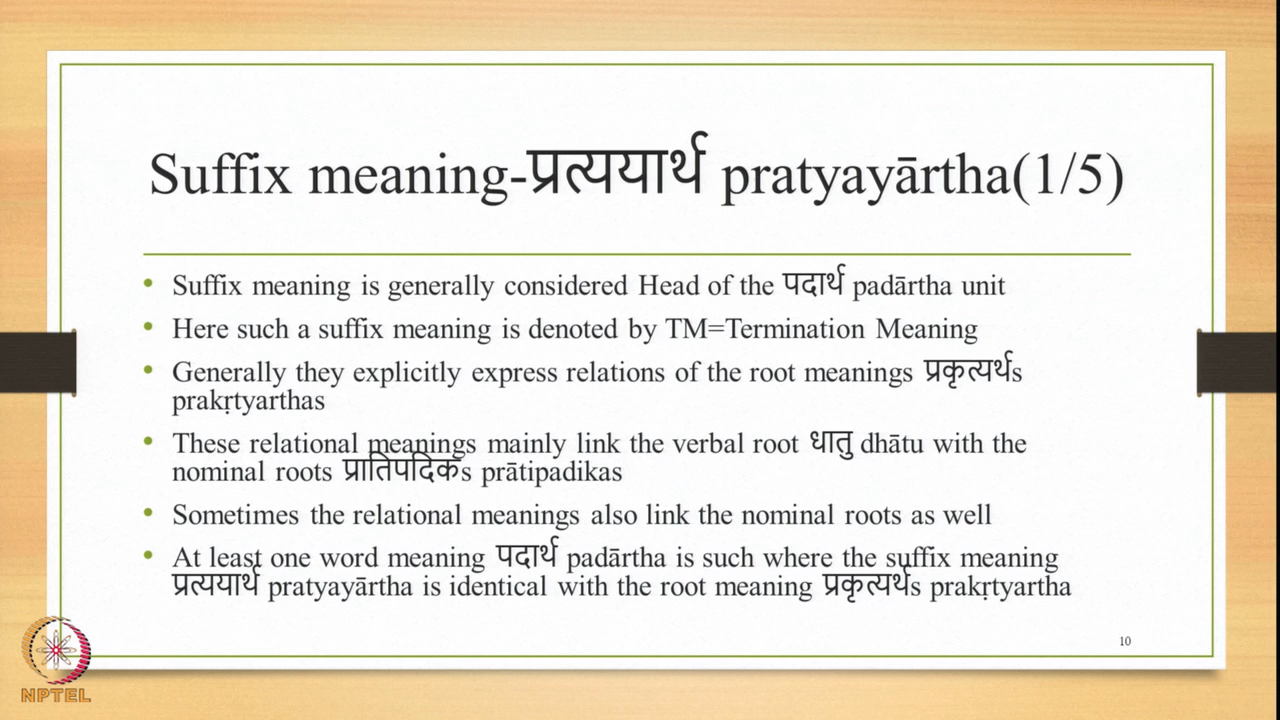 Suffix meaning-प्रत्ययार्थ pratyayārtha(1/5)
• Suffix meaning is generally considered Head of the पदार्थ padārtha unit
• Here such a suffix meaning is denoted by TM=Termination Meaning
• Generally they explicitly express relations of the root meanings प्रकृत्यर्थs
prakṛtyarthas
• These relational meanings mainly link the verbal root धातु dhātu with the
nominal roots प्रातिपदिकs prātipadikas
• Sometimes the relational meanings also link the nominal roots as well
• At least one word meaning पदार्थ padārtha is such where the suffix meaning
प्रत्ययार्थ pratyayārtha is identical with the root meaning प्रकृत्यर्थs prakṛtyartha
10
NPTEL